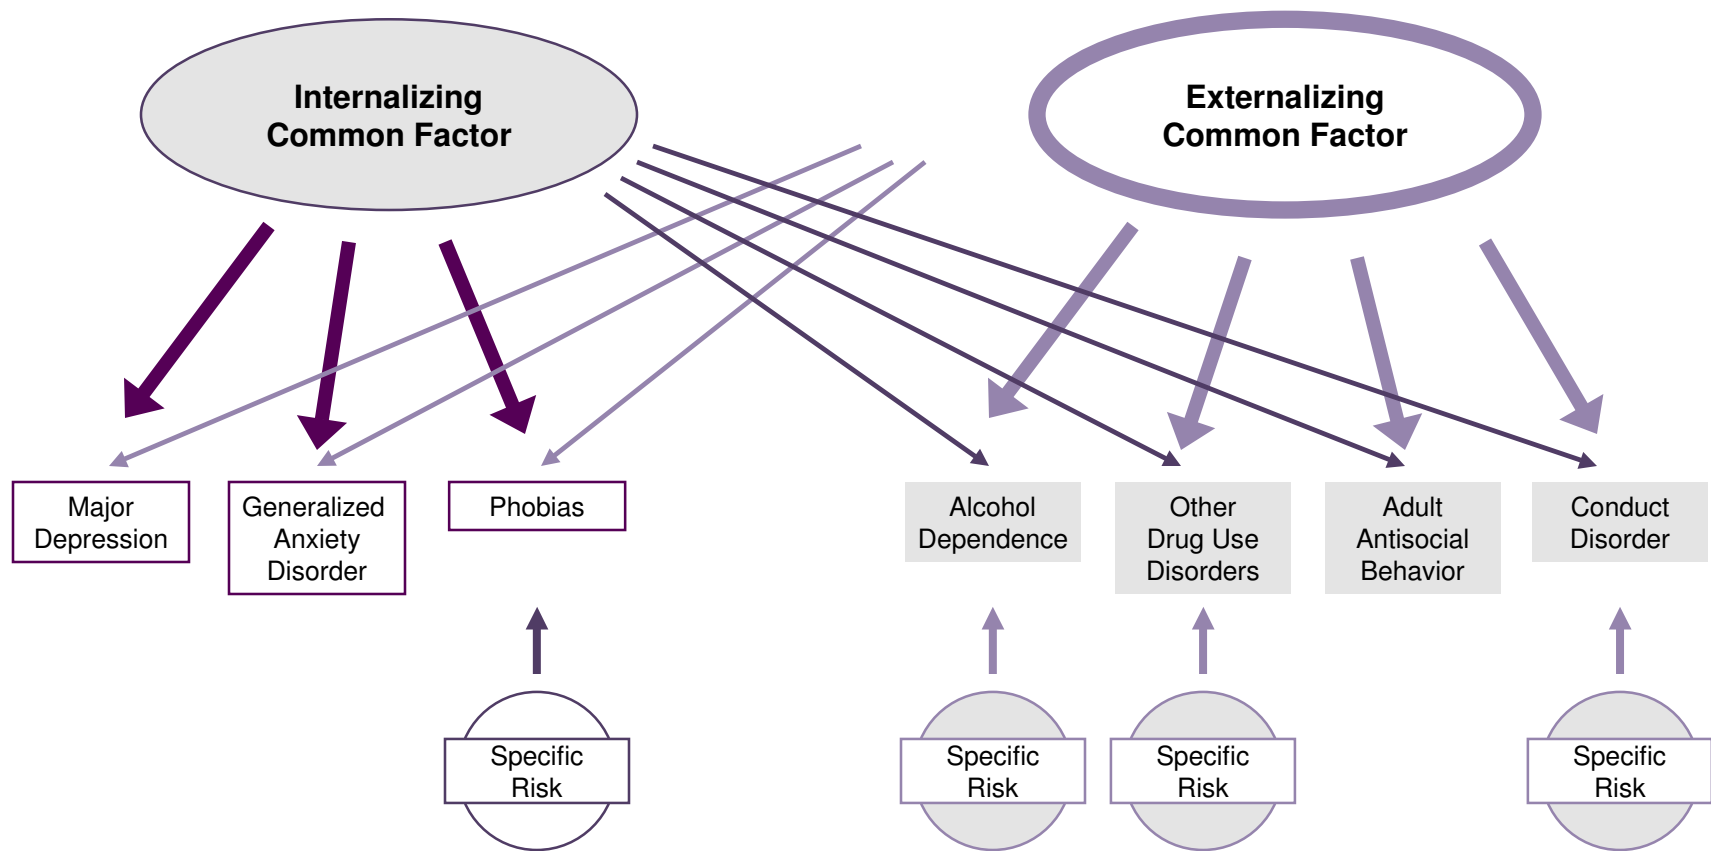 Internalizing
Common Factor
Externalizing
Common Factor
Major
Depression
Generalized
Anxiety
Disorder
Phobias
Alcohol
Dependence
Other
Drug Use
Disorders
Adult
Antisocial
Behavior
Conduct
Disorder
Specific
Risk
Specific
Risk
Specific
Risk
Specific
Risk